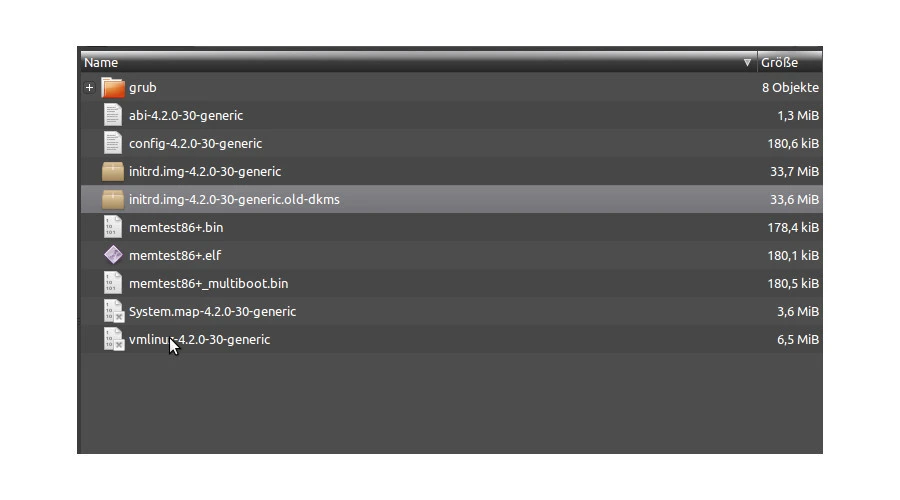 Name Größe
grub 8 Objekte
abi-4.2.0-30-generic 1,3 MiB
config-4.2.0-30-generic 180,6 kiB
initrd.img-4.2.0-30-generic 33,7 MiB
initrd.img-4.2.0-30-generic.old-dkms 33,6 MiB
memtest86+.bin 178,4 kiB
memtest86+.elf 180,1 kiB
memtest86+_multiboot.bin 180,5 kiB
System.map-4.2.0-30-generic 3,6 MiB
vmlinuz-4.2.0-30-generic 6,5 MiB